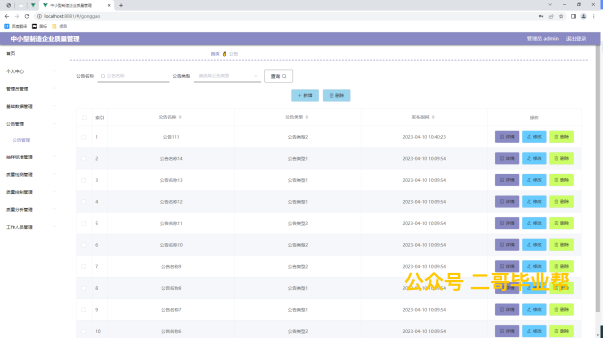 中小型制造企业质量管理
localhost:8081/#/gonggao
百度翻译
中小型制造企业质量管理
管理员 admin 退出登录
首页
首页 公告
个人中心
公告名称 公告名称 公告类型 请选择公告类型 查询
管理员管理
新增 删除
基础数据管理
公告管理
公告管理
抽样标准管理
质量检测管理
质量控制管理
质量分析管理
工作人员管理
索引 公告名称 公告类型 发布时间 操作
1 公告111 公告类型2 2023-04-10 10:40:23 详情 修改 删除
2 公告名称14 公告类型1 2023-04-10 10:09:54 详情 修改 删除
3 公告名称13 公告类型1 2023-04-10 10:09:54 详情 修改 删除
4 公告名称12 公告类型1 2023-04-10 10:09:54 详情 修改 删除
5 公告名称11 公告类型2 2023-04-10 10:09:54 详情 修改 删除
6 公告名称10 公告类型2 2023-04-10 10:09:54 详情 修改 删除
7 公告名称9 公告类型2 2023-04-10 10:09:54 详情 修改 删除
8 公告名称8 公告类型1 2023-04-10 10:09:54 详情 修改 删除
9 公告名称7 公告类型1 2023-04-10 10:09:54 详情 修改 删除
10 公告名称6 公告类型2 2023-04-10 10:09:54 详情 修改 删除
公众号 二哥毕业帮